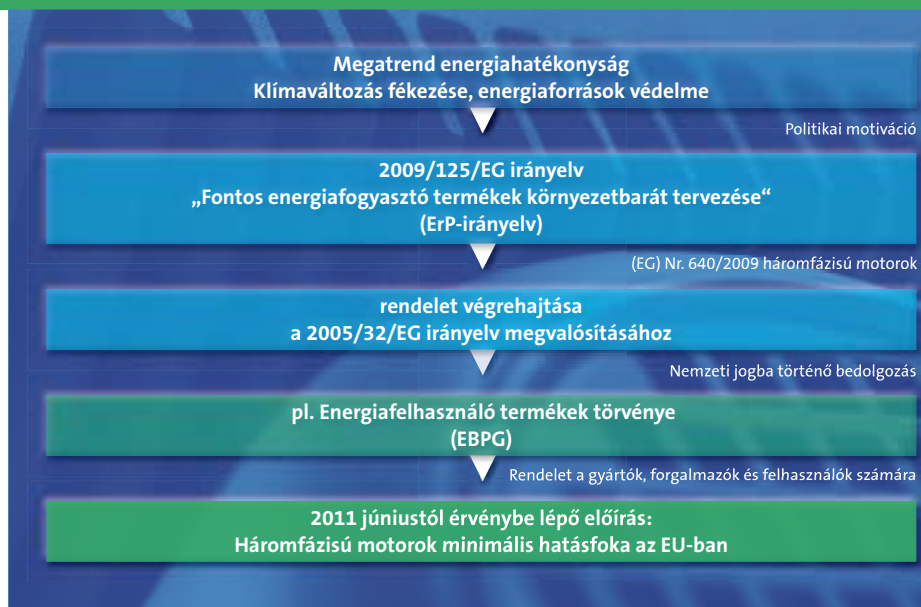 Megatrend energiahatékonyság
Klímaváltozás fékezése, energiaforrások védelme
Politikai motiváció
2009/125/EG irányelv
„Fontos energiafogyasztó termékek környezetbarát tervezése“
(ErP-irányelv)
(EG) Nr. 640/2009 háromfázisú motorok
rendelet végrehajtása
a 2005/32/EG irányelv megvalósításához
Nemzeti jogba történő bedolgozás
pl. Energiafelhasználó termékek törvénye
(EBPG)
Rendelet a gyártók, forgalmazók és felhasználók számára
2011 júniustól érvénybe lépő előírás:
Háromfázisú motorok minimális hatásfoka az EU-ban